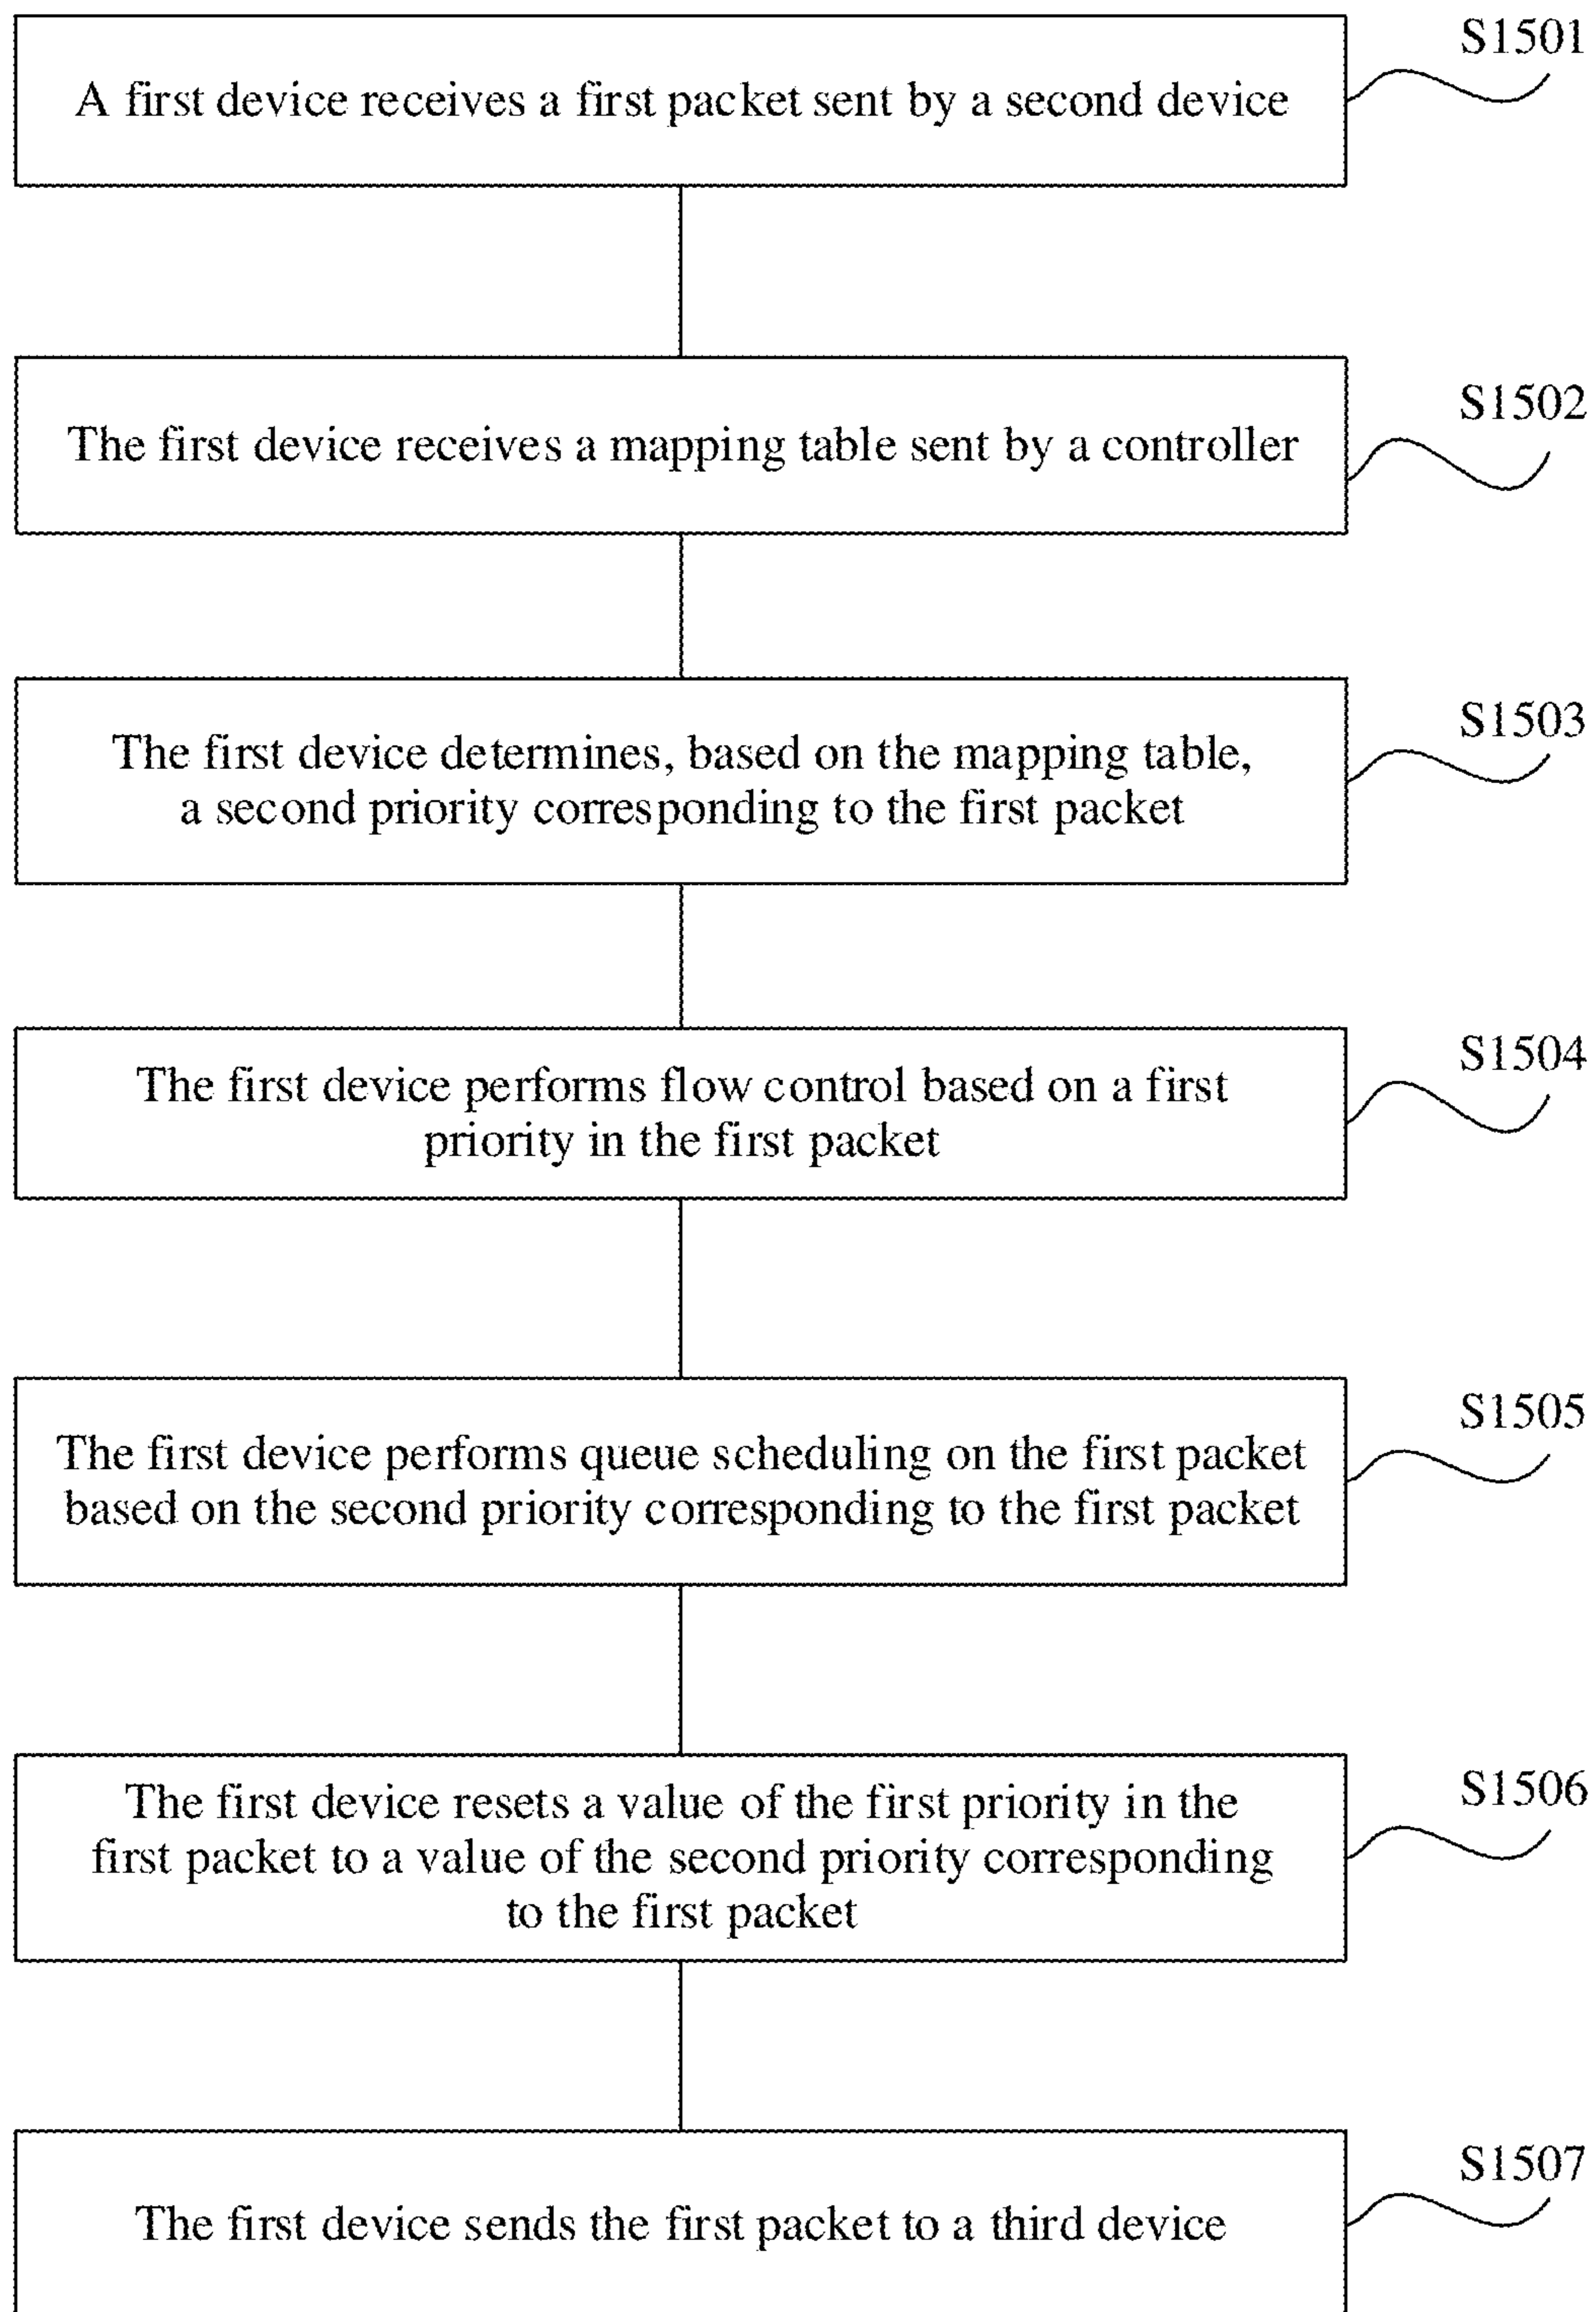 S1501
A first device receives a first packet sent by a second device
S1502
The first device receives a mapping table sent by a controller
S1503
The first device determines, based on the mapping table,
a second priority corresponding to the first packet
S1504
The first device performs flow control based on a first
priority in the first packet
S1505
The first device performs queue scheduling on the first packet
based on the second priority corresponding to the first packet
S1506
The first device resets a value of the first priority in the
first packet to a value of the second priority corresponding
to the first packet
S1507
The first device sends the first packet to a third device